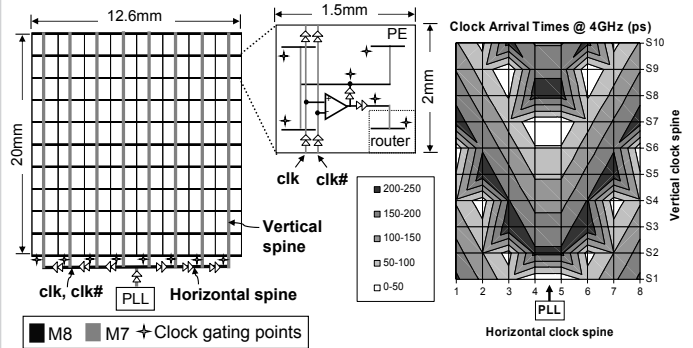 12.6mm
20mm
clk, clk#
PLL
Horizontal spine
Vertical spine
M8
M7
Clock gating points
1.5mm
PE
2mm
router
clk
clk#
200-250
150-200
100-150
50-100
0-50
Clock Arrival Times @ 4GHz (ps)
S10
S9
S8
S7
S6
S5
S4
S3
S2
S1
Vertical clock spine
1 2 3 4 5 6 7 8
PLL
Horizontal clock spine